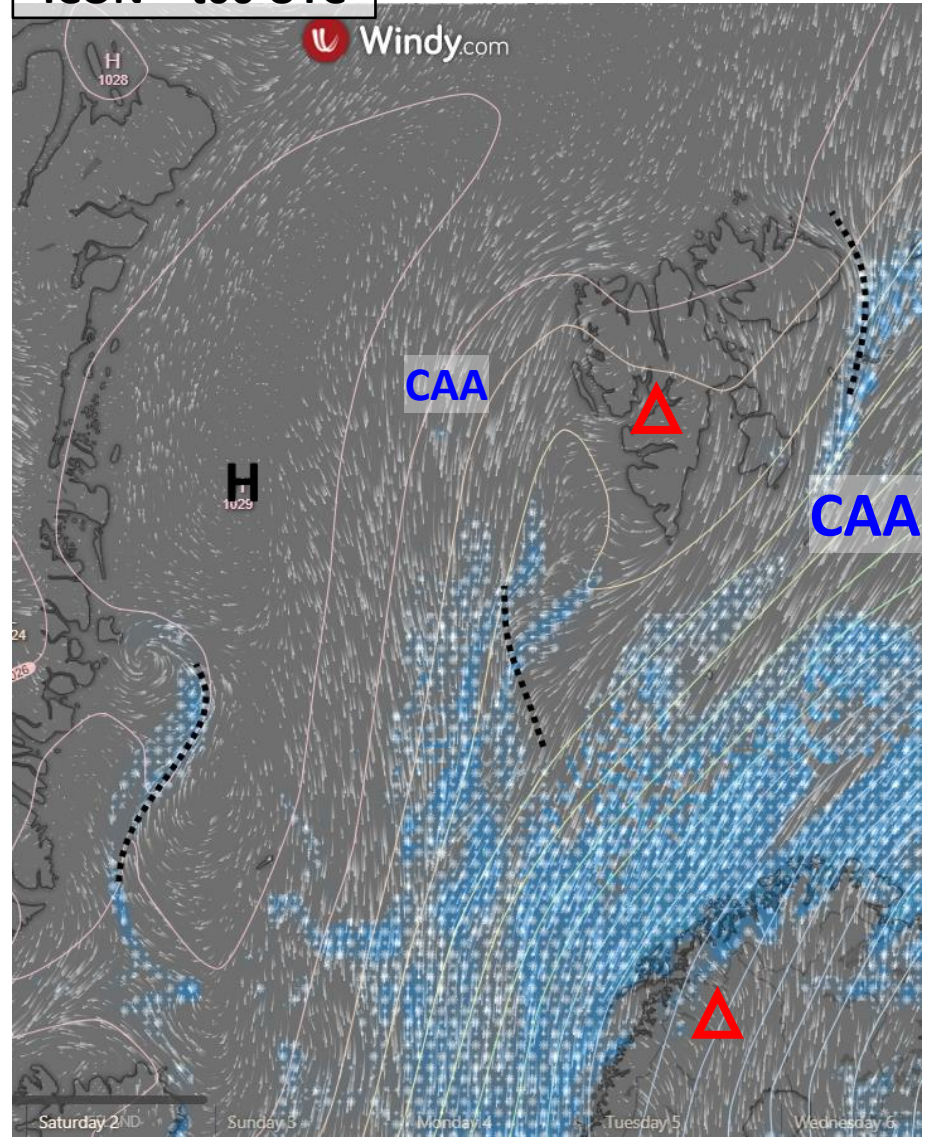 Windy.com
H
1028
CAA
H
1029
CAA
24
026
Saturday 2
Sunday 3
Monday 4
Tuesday 5
Wednesday 6